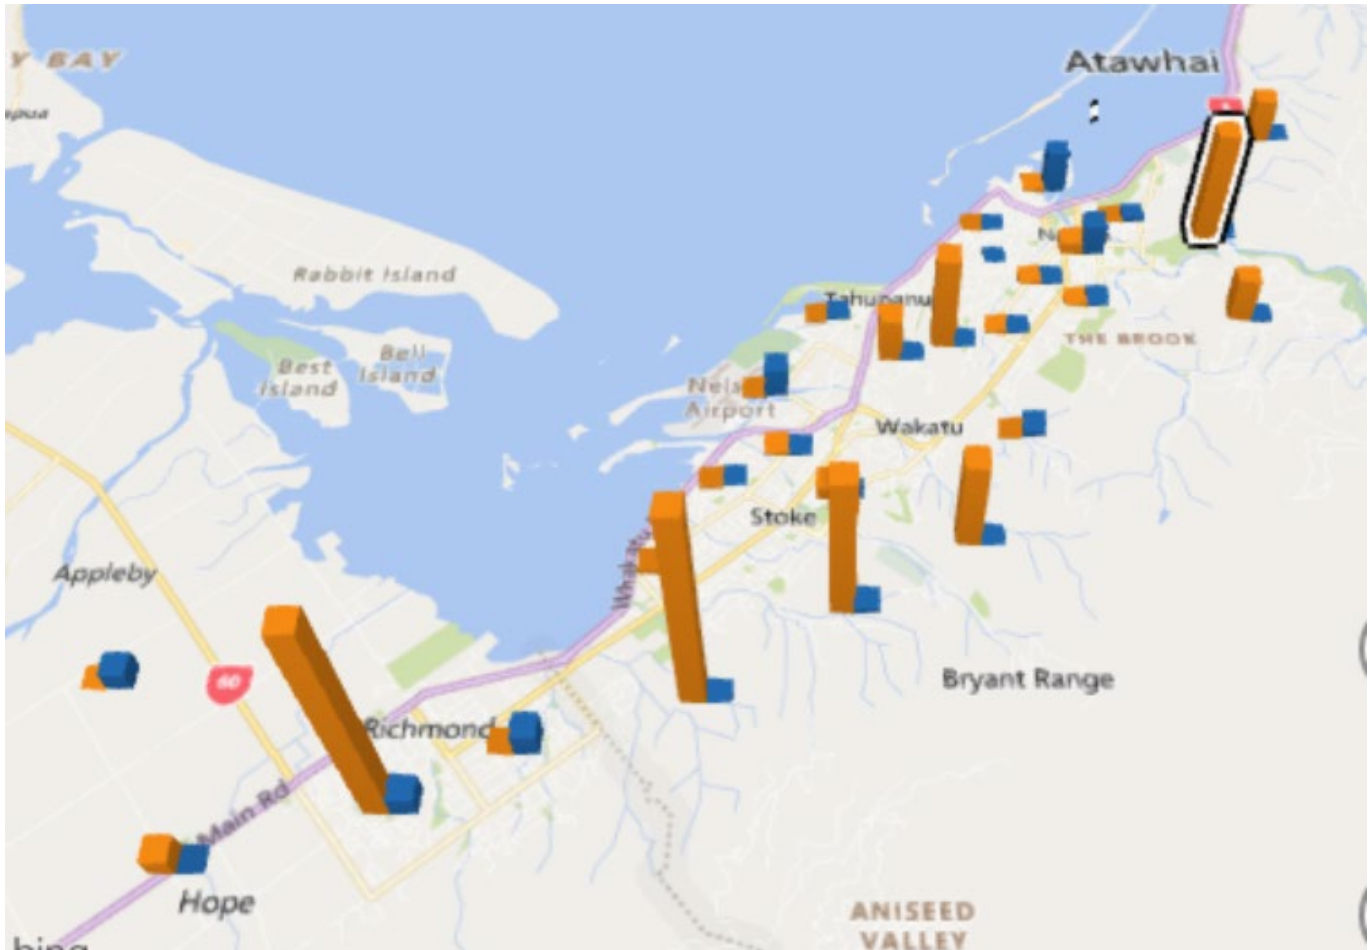 Y BAY
Atawhai
Rabbit Island
Best
Island
Bell
Island
THE BROOK
Airport
Wakatu
Stoke
Appleby
60
Richmond
Bryant Range
Main Rd
Hope
ANISEED
VALLEY